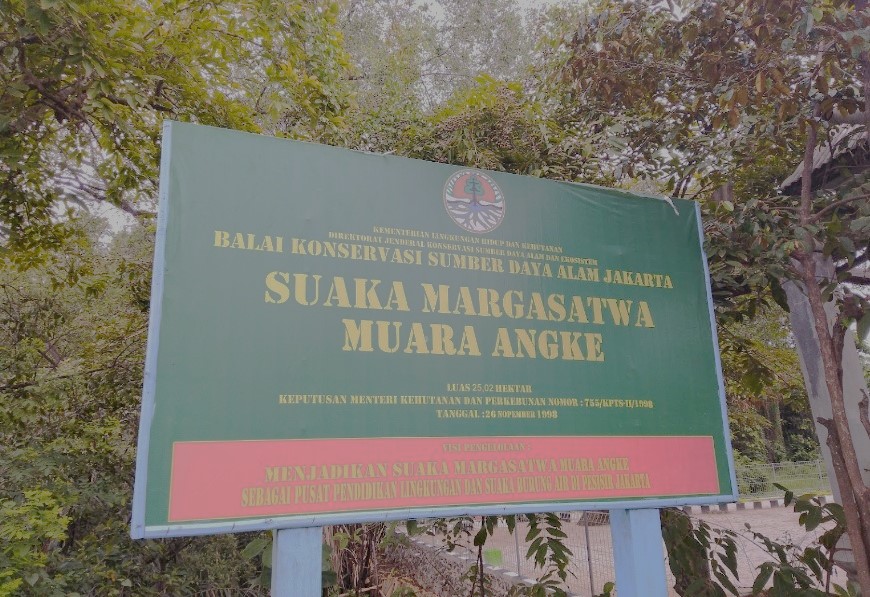 KEMENTERIAN LINGKUNGAN HIDUP DAN KEHUTANAN
DIREKTORAT JENDERAL KONSERVASI SUMBER DAYA ALAM DAN EKOSISTEM
BALAI KONSERVASI SUMBER DAYA ALAM JAKARTA
SUAKA MARGASATWA
MUARA ANGKE
LUAS 25,02 HEKTAR
KEPUTUSAN MENTERI KEHUTANAN DAN PERKEBUNAN NOMOR : 755/KPTS-II/1998
TANGGAL : 26 NOPEMBER 1998
VISI PENGELOLAAN :
MENJADIKAN SUAKA MARGASATWA MUARA ANGKE
SEBAGAI PUSAT PENDIDIKAN LINGKUNGAN DAN SUAKA BURUNG AIR DI PESISIR JAKARTA